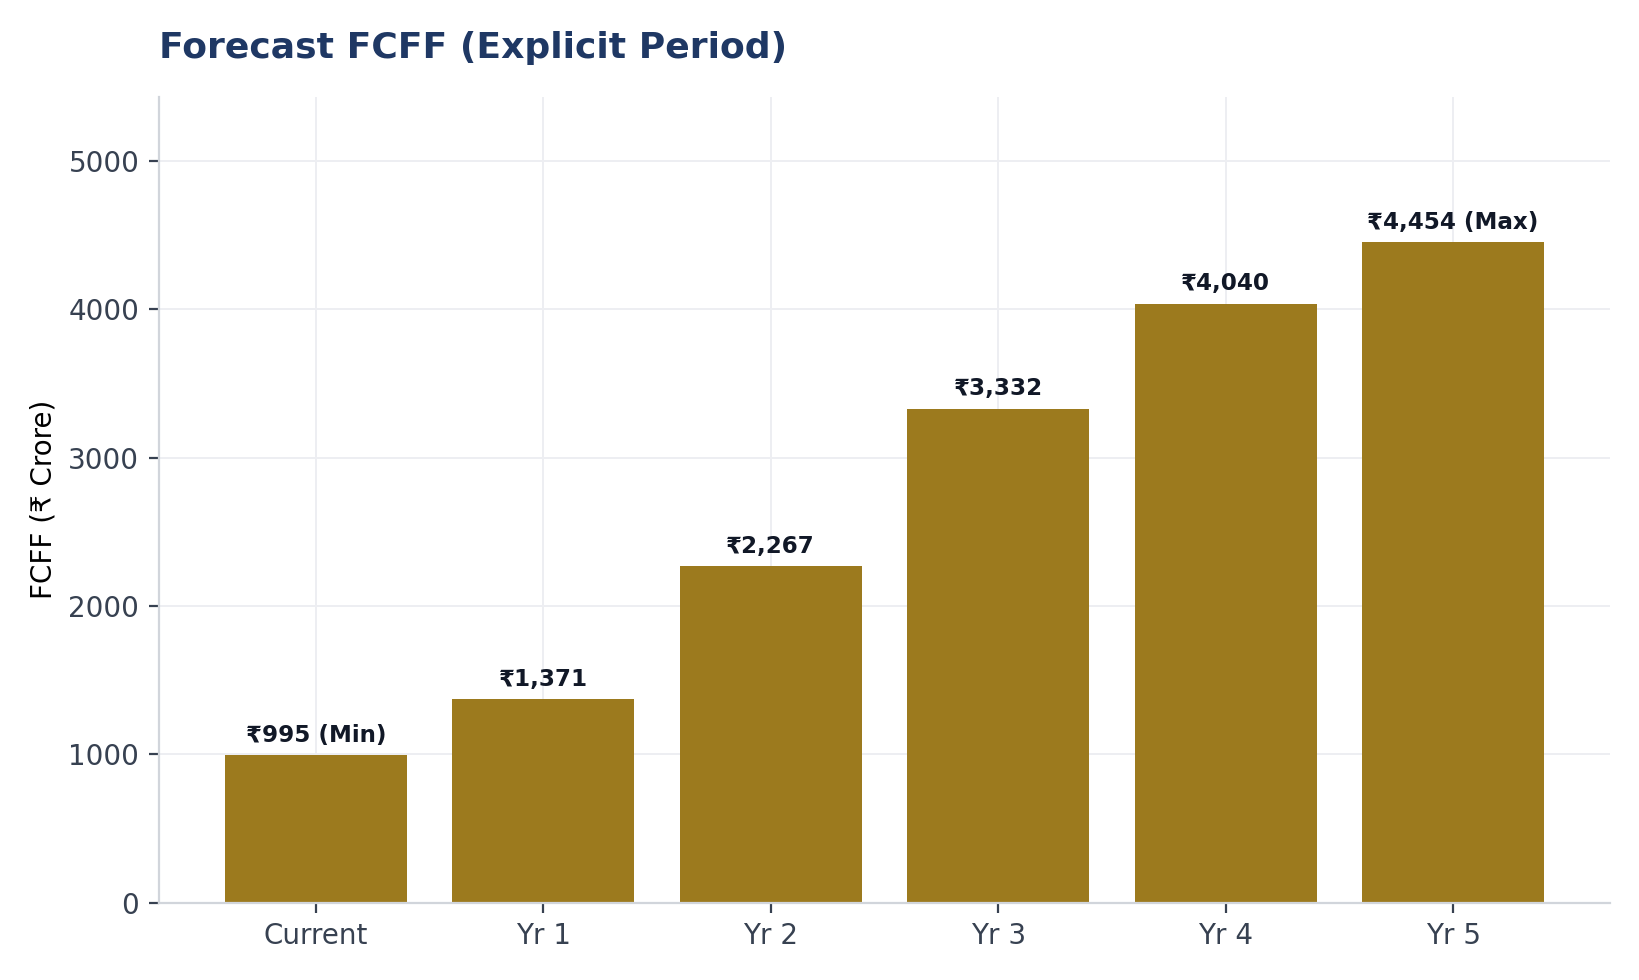 Forecast FCFF (Explicit Period)
FCFF (₹ Crore)
5000
4000
3000
2000
1000
0
₹995 (Min)
₹1,371
₹2,267
₹3,332
₹4,040
₹4,454 (Max)
Current
Yr 1
Yr 2
Yr 3
Yr 4
Yr 5